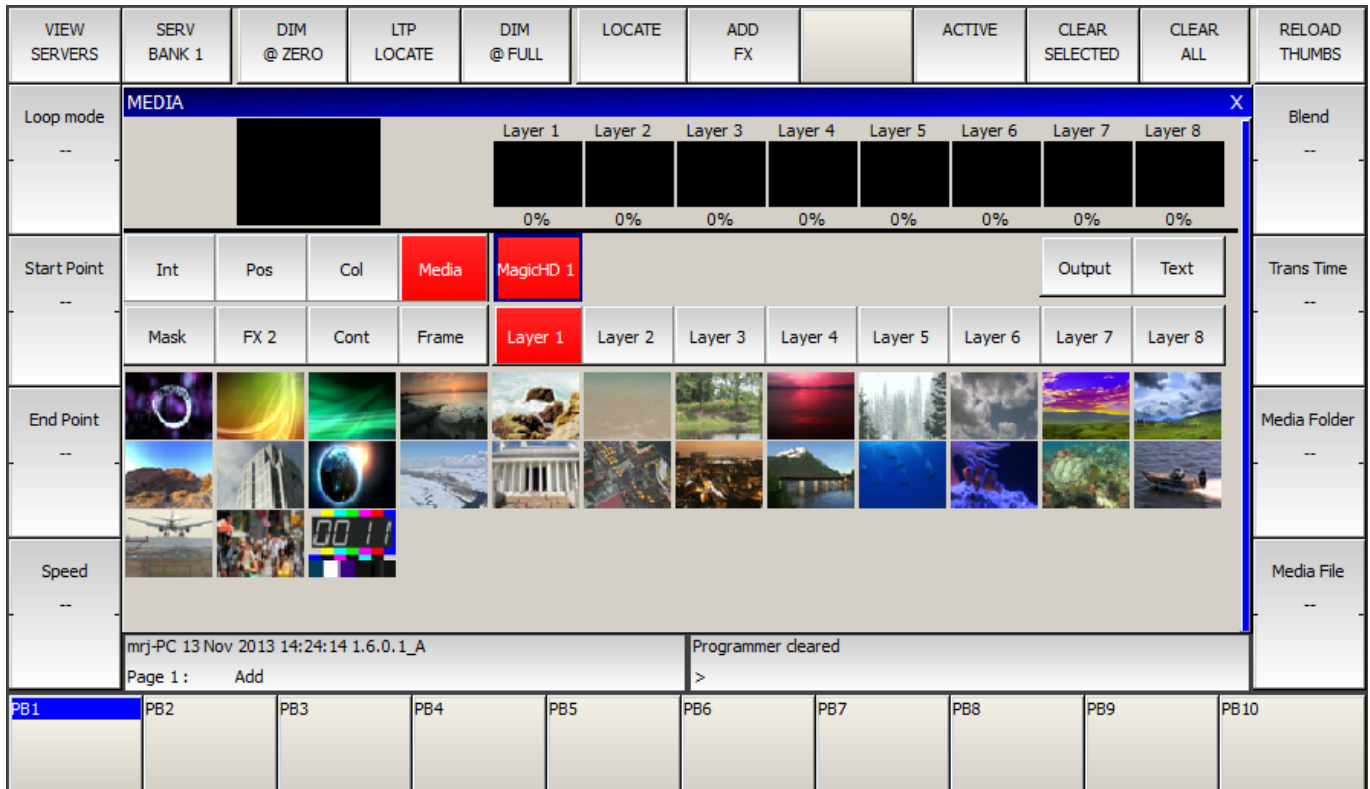 VIEW
SERVERS
SERV
BANK 1
DIM
@ ZERO
LTP
LOCATE
DIM
@ FULL
LOCATE
ADD
FX
ACTIVE
CLEAR
SELECTED
CLEAR
ALL
RELOAD
THUMBS
Loop mode
--
Start Point
--
End Point
--
Speed
--
MEDIA X
Layer 1 Layer 2 Layer 3 Layer 4 Layer 5 Layer 6 Layer 7 Layer 8
0% 0% 0% 0% 0% 0% 0% 0%
Int Pos Col Media MagicHD 1 Output Text
Mask FX 2 Cont Frame Layer 1 Layer 2 Layer 3 Layer 4 Layer 5 Layer 6 Layer 7 Layer 8
00 11
Blend
--
Trans Time
--
Media Folder
--
Media File
--
mrj-PC 13 Nov 2013 14:24:14 1.6.0.1_A
Page 1 : Add
Programmer cleared
>
PB1 PB2 PB3 PB4 PB5 PB6 PB7 PB8 PB9 PB10